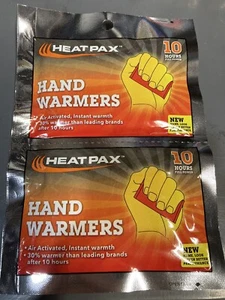 HEATPAX
10
HOURS
HAND
WARMERS
• Air Activated, Instant warmth
• 20% warmer than leading brands
after 10 hours
NEW
HEATPAX
10
HOURS
HAND
WARMERS
• Air Activated, Instant warmth
• 20% warmer than leading brands
after 10 hours
NEW